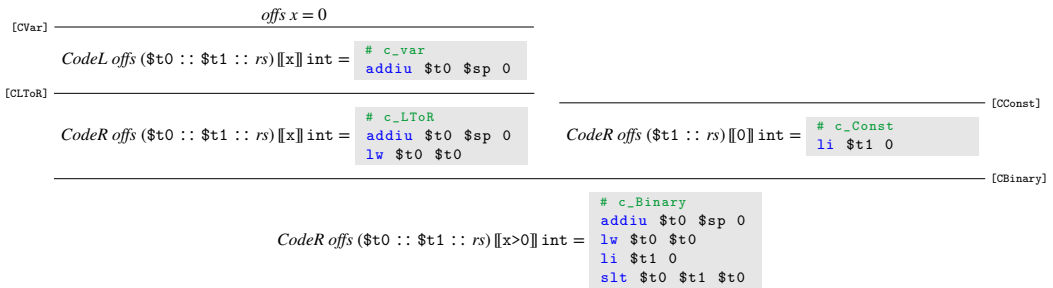 offs x = 0
[CVar]
CodeL offs ($t0 :: $t1 :: rs) ⟦x⟧ int = # c_var
addiu $t0 $sp 0
[CLToR]
[CConst]
CodeR offs ($t0 :: $t1 :: rs) ⟦x⟧ int = # c_LToR
addiu $t0 $sp 0
lw $t0 $t0
CodeR offs ($t1 :: rs) ⟦0⟧ int = # c_Const
li $t1 0
[CBinary]
CodeR offs ($t0 :: $t1 :: rs) ⟦x>0⟧ int = # c_Binary
addiu $t0 $sp 0
lw $t0 $t0
li $t1 0
slt $t0 $t1 $t0